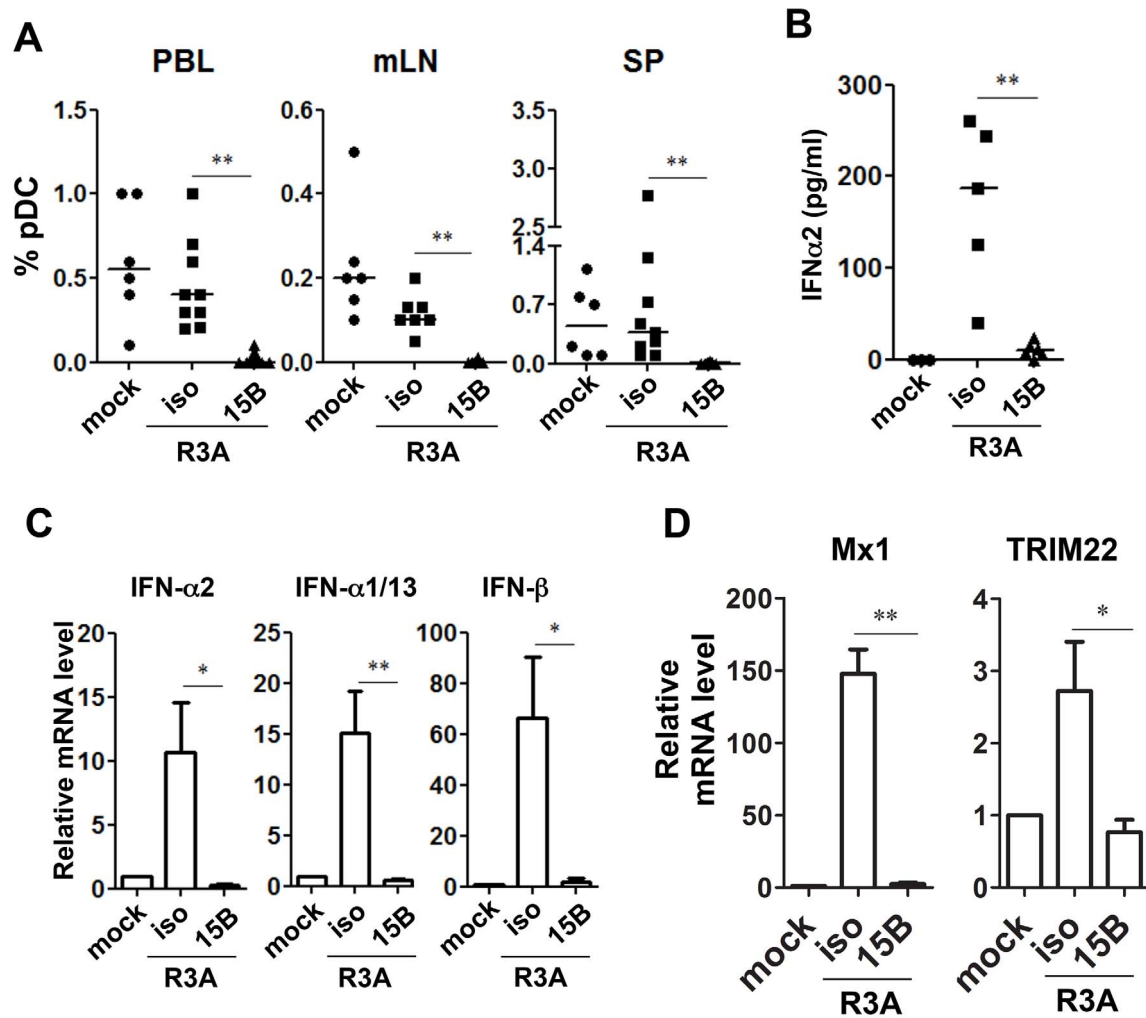 A
PBL
mLN
SP
% pDC
1.5
1.0
0.5
0.0
**
mock
iso
15B
R3A
0.6
0.4
0.2
0.0
**
mock
iso
15B
R3A
3.5
3.0
2.5
1.4
0.7
0.0
**
mock
iso
15B
R3A
B
IFNα2 (pg/ml)
300
200
100
0
**
mock
iso
15B
R3A
C
Relative mRNA level
IFN-α2
20
15
10
5
0
*
mock
iso
15B
R3A
IFN-α1/13
25
20
15
10
5
0
**
mock
iso
15B
R3A
IFN-β
100
80
60
40
20
0
*
mock
iso
15B
R3A
D
Relative
mRNA level
Mx1
200
150
100
50
0
**
mock
iso
15B
R3A
TRIM22
4
3
2
1
0
*
mock
iso
15B
R3A